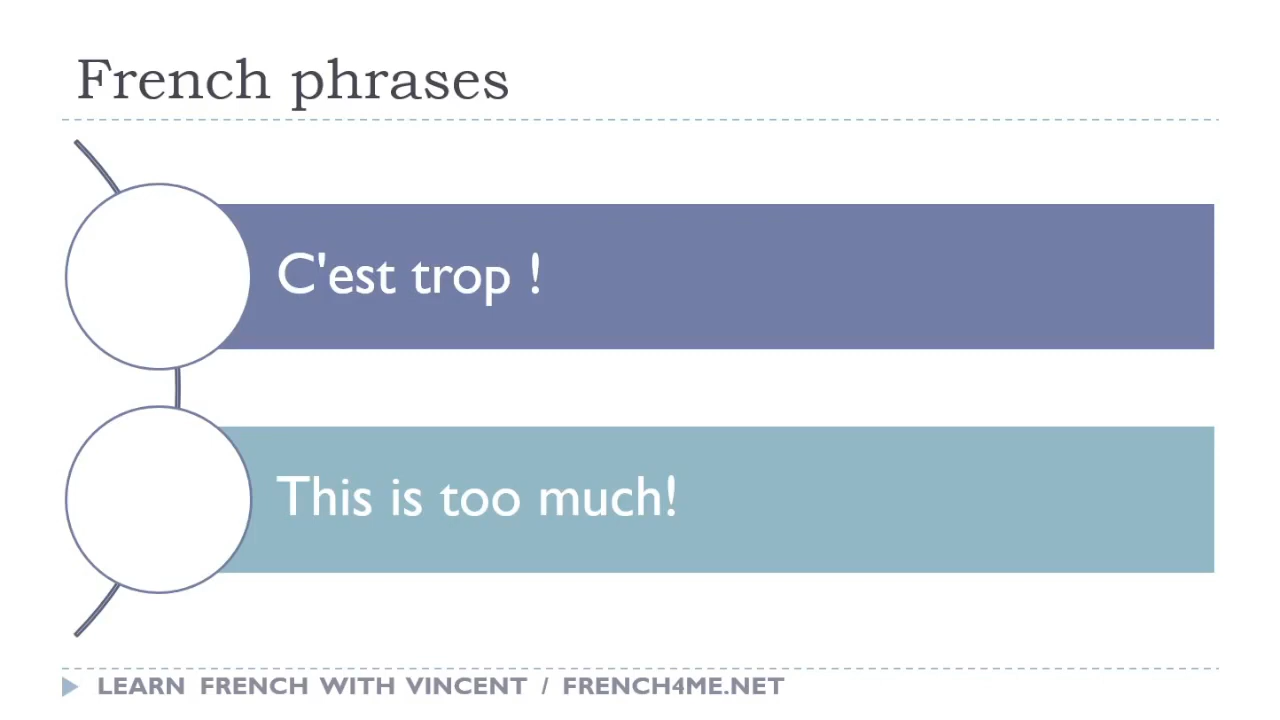 French phrases
C'est trop !
This is too much!
LEARN FRENCH WITH VINCENT / FRENCH4ME.NET